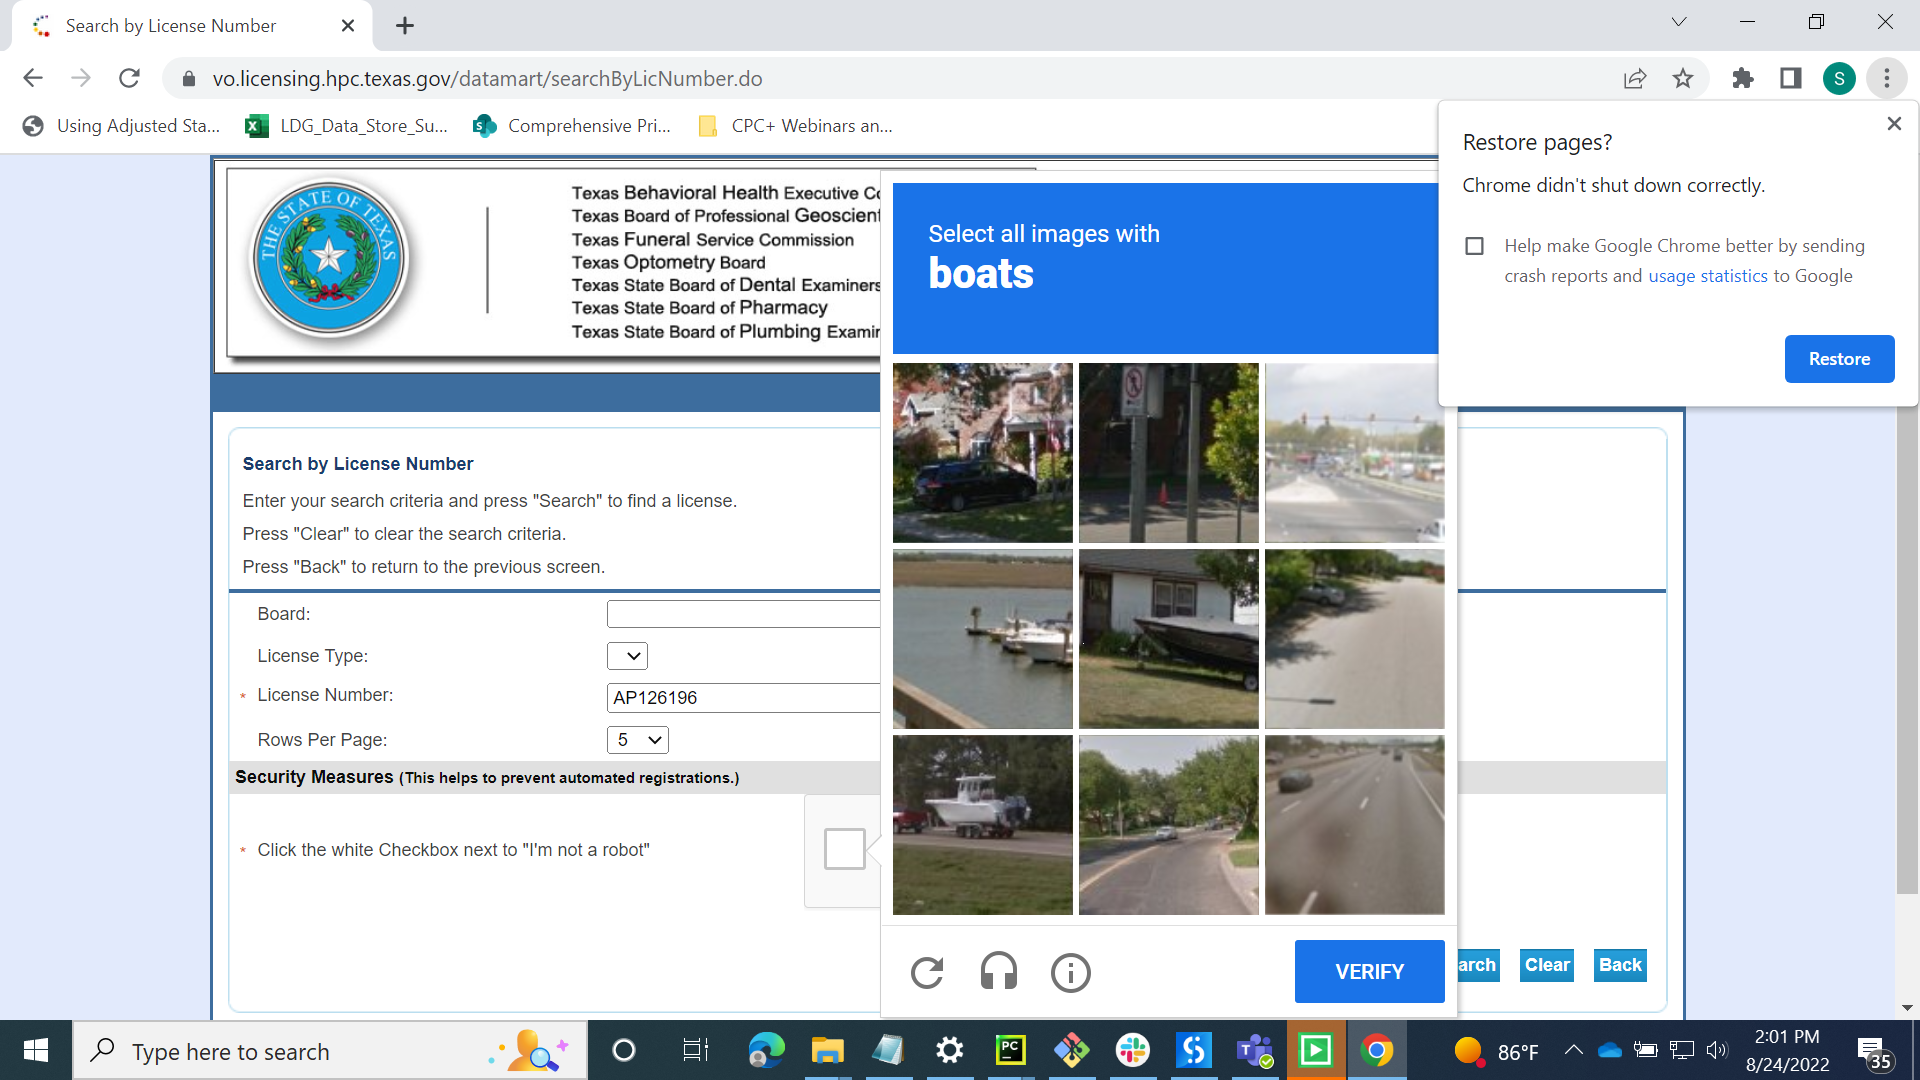 Search by License Number
vo.licensing.hpc.texas.gov/datamart/searchByLicNumber.do
S
Using Adjusted Sta...
LDG_Data_Store_Su...
Comprehensive Pri...
CPC+ Webinars an...
Restore pages?
Chrome didn't shut down correctly.
Help make Google Chrome better by sending
crash reports and usage statistics to Google
Restore
THE STATE OF TEXAS
Texas Behavioral Health Executive Co
Texas Board of Professional Geoscient
Texas Funeral Service Commission
Texas Optometry Board
Texas State Board of Dental Examiners
Texas State Board of Pharmacy
Texas State Board of Plumbing Examin
Select all images with
boats
Search by License Number
Enter your search criteria and press "Search" to find a license.
Press "Clear" to clear the search criteria.
Press "Back" to return to the previous screen.
Board:
License Type:
* License Number:
AP126196
Rows Per Page:
5
Security Measures (This helps to prevent automated registrations.)
* Click the white Checkbox next to "I'm not a robot"
VERIFY
arch
Clear
Back
Type here to search
PC
86°F
2:01 PM
8/24/2022
35